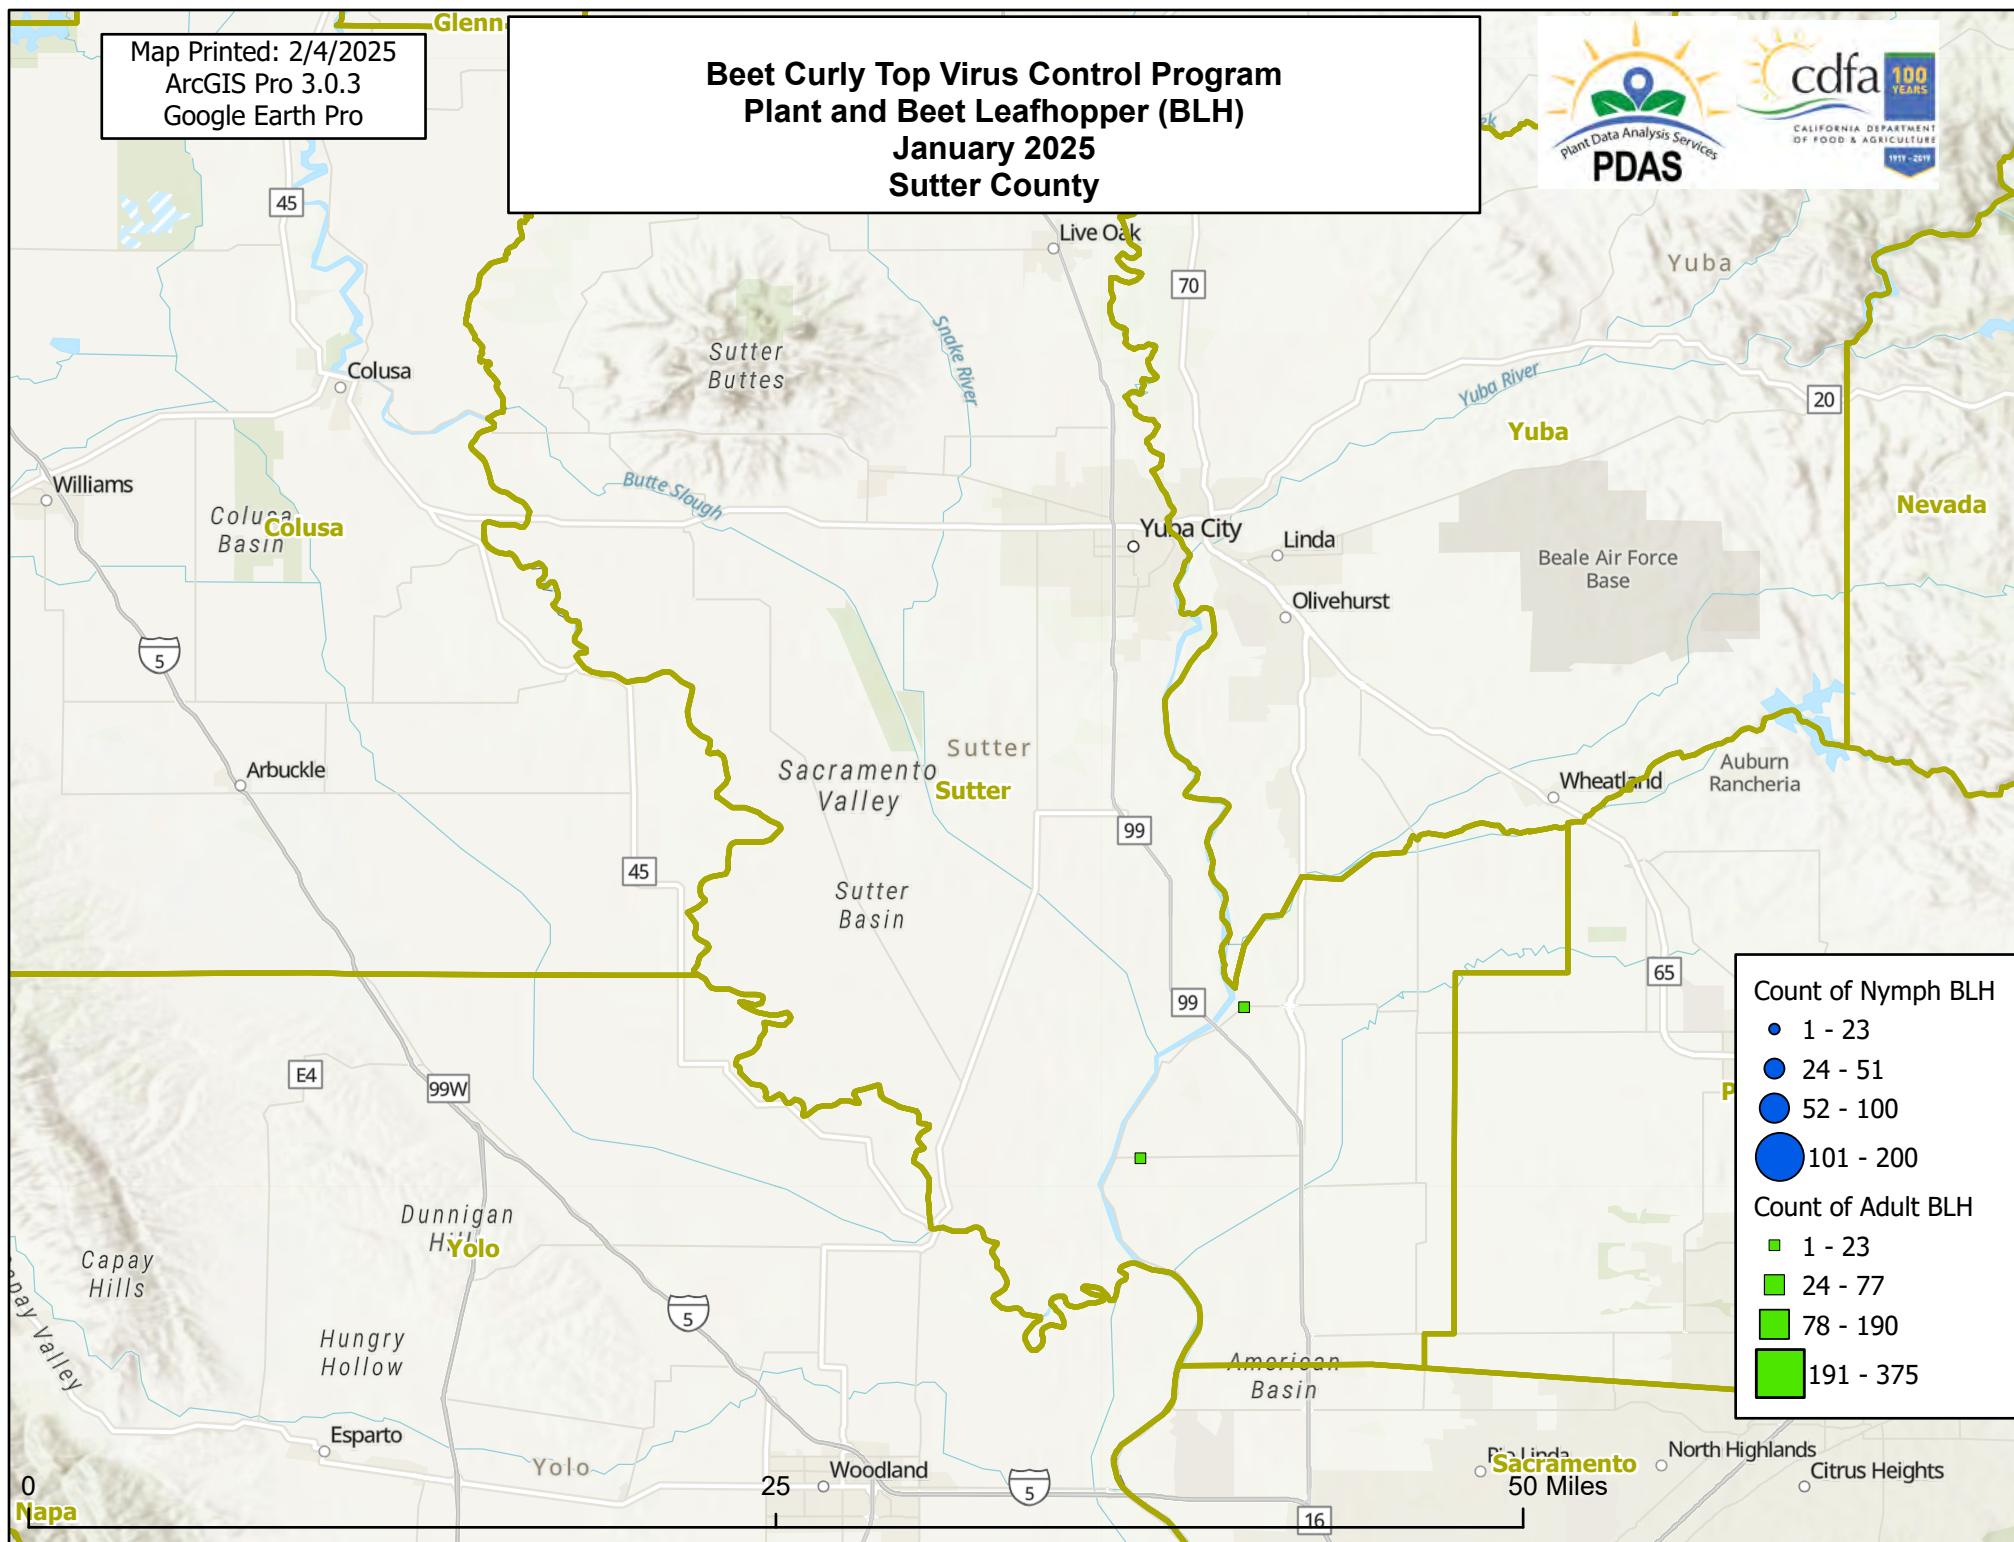 Glenn
Map Printed: 2/4/2025
ArcGIS Pro 3.0.3
Google Earth Pro
Beet Curly Top Virus Control Program
Plant and Beet Leafhopper (BLH)
January 2025
Sutter County
Plant Data Analysis Services
PDAS
cdfa
100
YEARS
CALIFORNIA DEPARTMENT
OF FOOD & AGRICULTURE
1919 - 2019
45
Live Oak
70
Yuba
Snake River
Sutter
Buttes
Colusa
Yuba River
20
Yuba
Williams
Butte Slough
Nevada
Colusa
Basin
Colusa
Yuba City
Linda
Beale Air Force
Base
Olivehurst
5
Sutter
Arbuckle
Sacramento
Valley
Sutter
Wheatland
Auburn
Rancheria
99
45
Sutter
Basin
65
99
E4
99W
Count of Nymph BLH
1 - 23
24 - 51
52 - 100
101 - 200
Count of Adult BLH
1 - 23
24 - 77
78 - 190
191 - 375
P
Dunnigan
Yolo
Capay
Hills
5
Hungry
Hollow
Valley
American
Basin
Esparto
Yolo
Woodland
5
Rio Linda
Sacramento
North Highlands
Citrus Heights
16
Napa
0
25
50 Miles